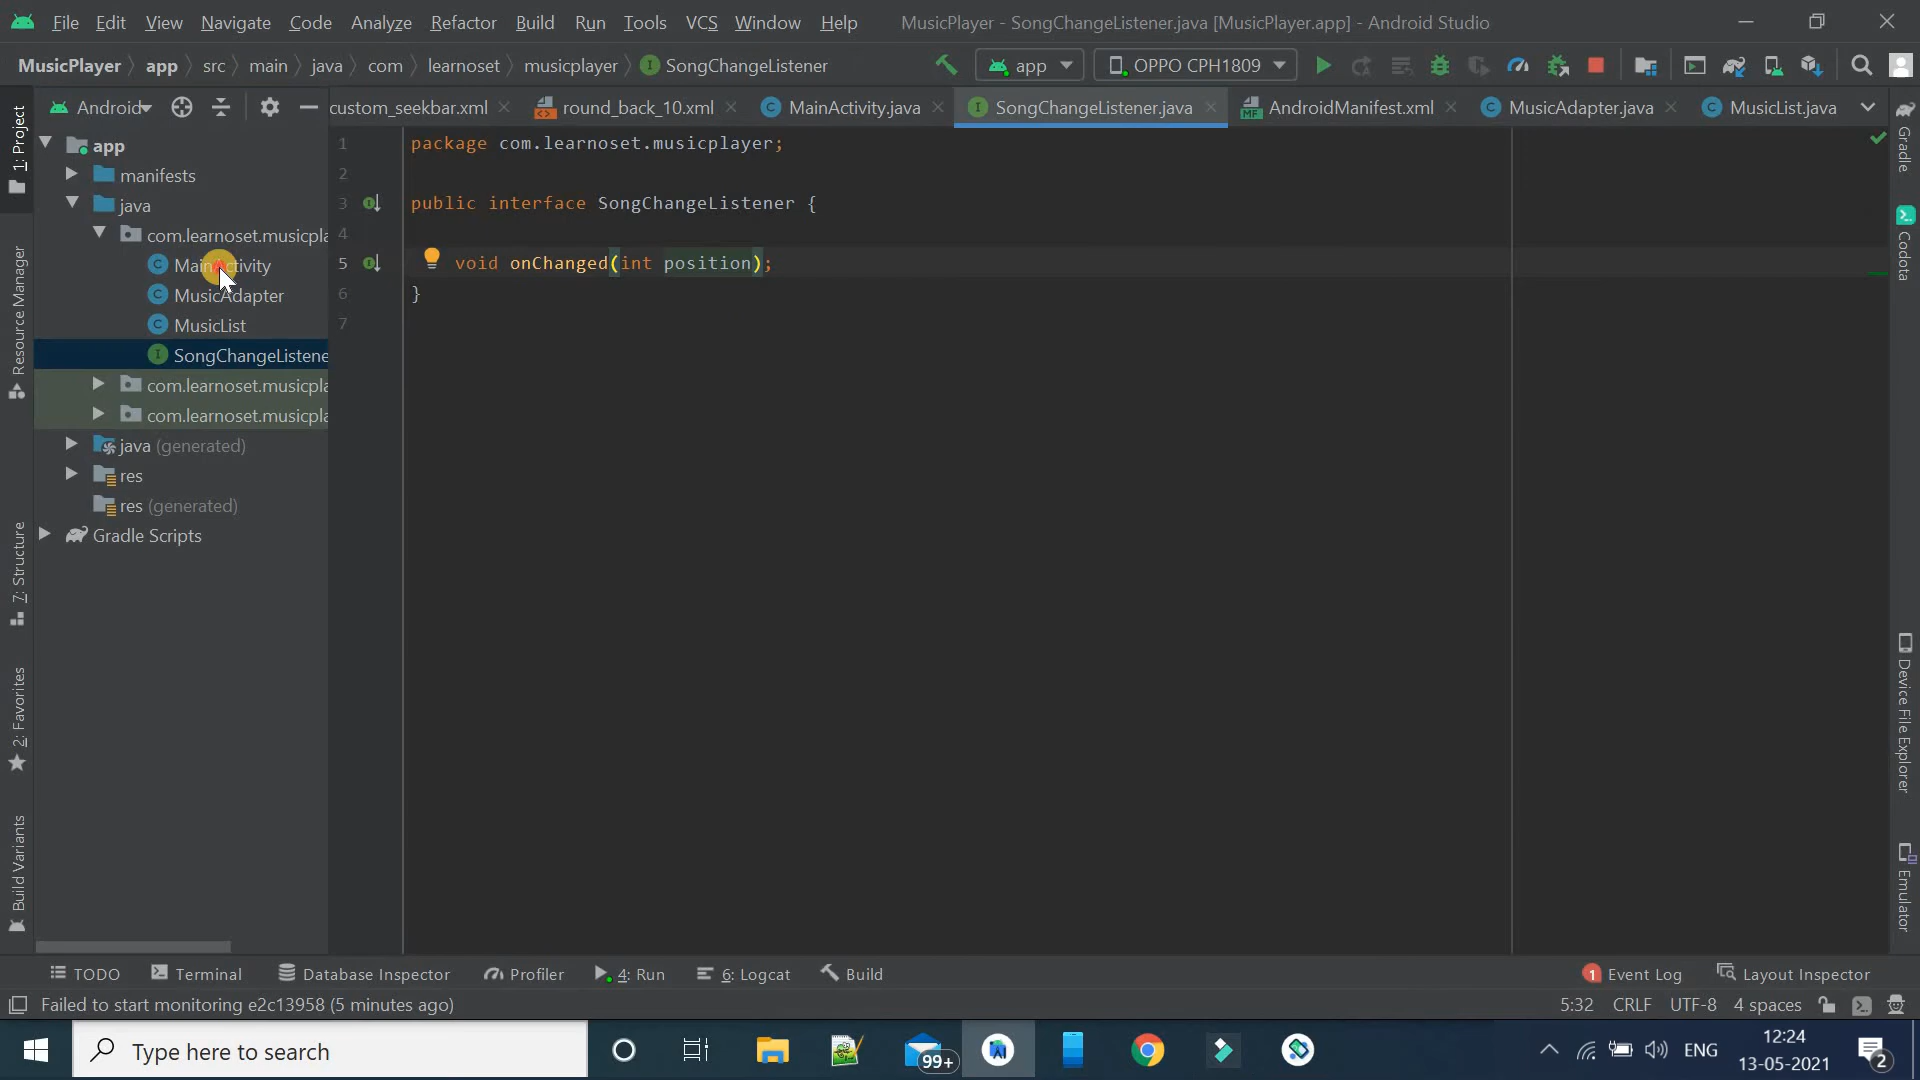 File Edit View Navigate Code Analyze Refactor Build Run Tools VCS Window Help MusicPlayer - SongChangeListener.java [MusicPlayer.app] - Android Studio
MusicPlayer app src main java com learnoset musicplayer SongChangeListener app OPPO CPH1809
Android custom_seekbar.xml round_back_10.xml MainActivity.java SongChangeListener.java AndroidManifest.xml MusicAdapter.java MusicList.java
1: Project
Resource Manager
7: Structure
2: Favorites
Build Variants
app
manifests
java
com.learnoset.musicpla
MainActivity
MusicAdapter
MusicList
SongChangeListene
com.learnoset.musicpla
com.learnoset.musicpla
java (generated)
res
res (generated)
Gradle Scripts
1 package com.learnoset.musicplayer;
2
3 public interface SongChangeListener {
4
5 void onChanged(int position);
6 }
7
Gradle
Codota
Device File Explorer
Emulator
TODO Terminal Database Inspector Profiler 4: Run 6: Logcat Build 1 Event Log Layout Inspector
Failed to start monitoring e2c13958 (5 minutes ago) 5:32 CRLF UTF-8 4 spaces
Type here to search 99+ ENG 12:24
13-05-2021 2